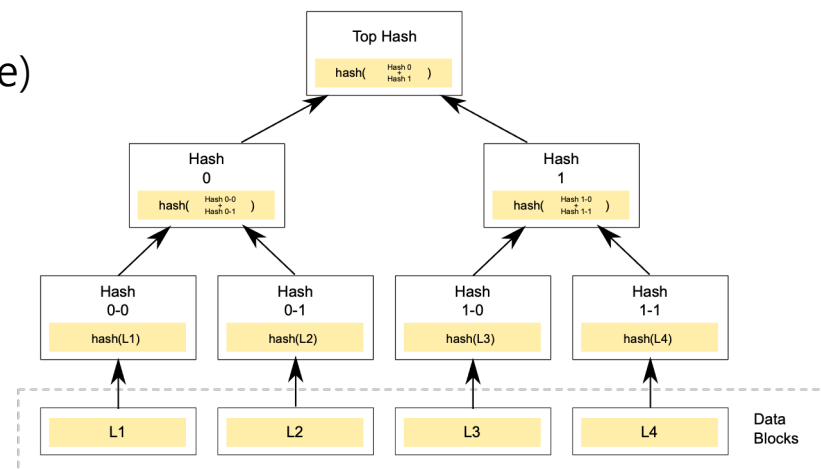 e)
Top Hash
hash( Hash 0 + Hash 1 )
Hash
0
hash( Hash 0-0 + Hash 0-1 )
Hash
1
hash( Hash 1-0 + Hash 1-1 )
Hash
0-0
hash(L1)
Hash
0-1
hash(L2)
Hash
1-0
hash(L3)
Hash
1-1
hash(L4)
L1
L2
L3
L4
Data
Blocks